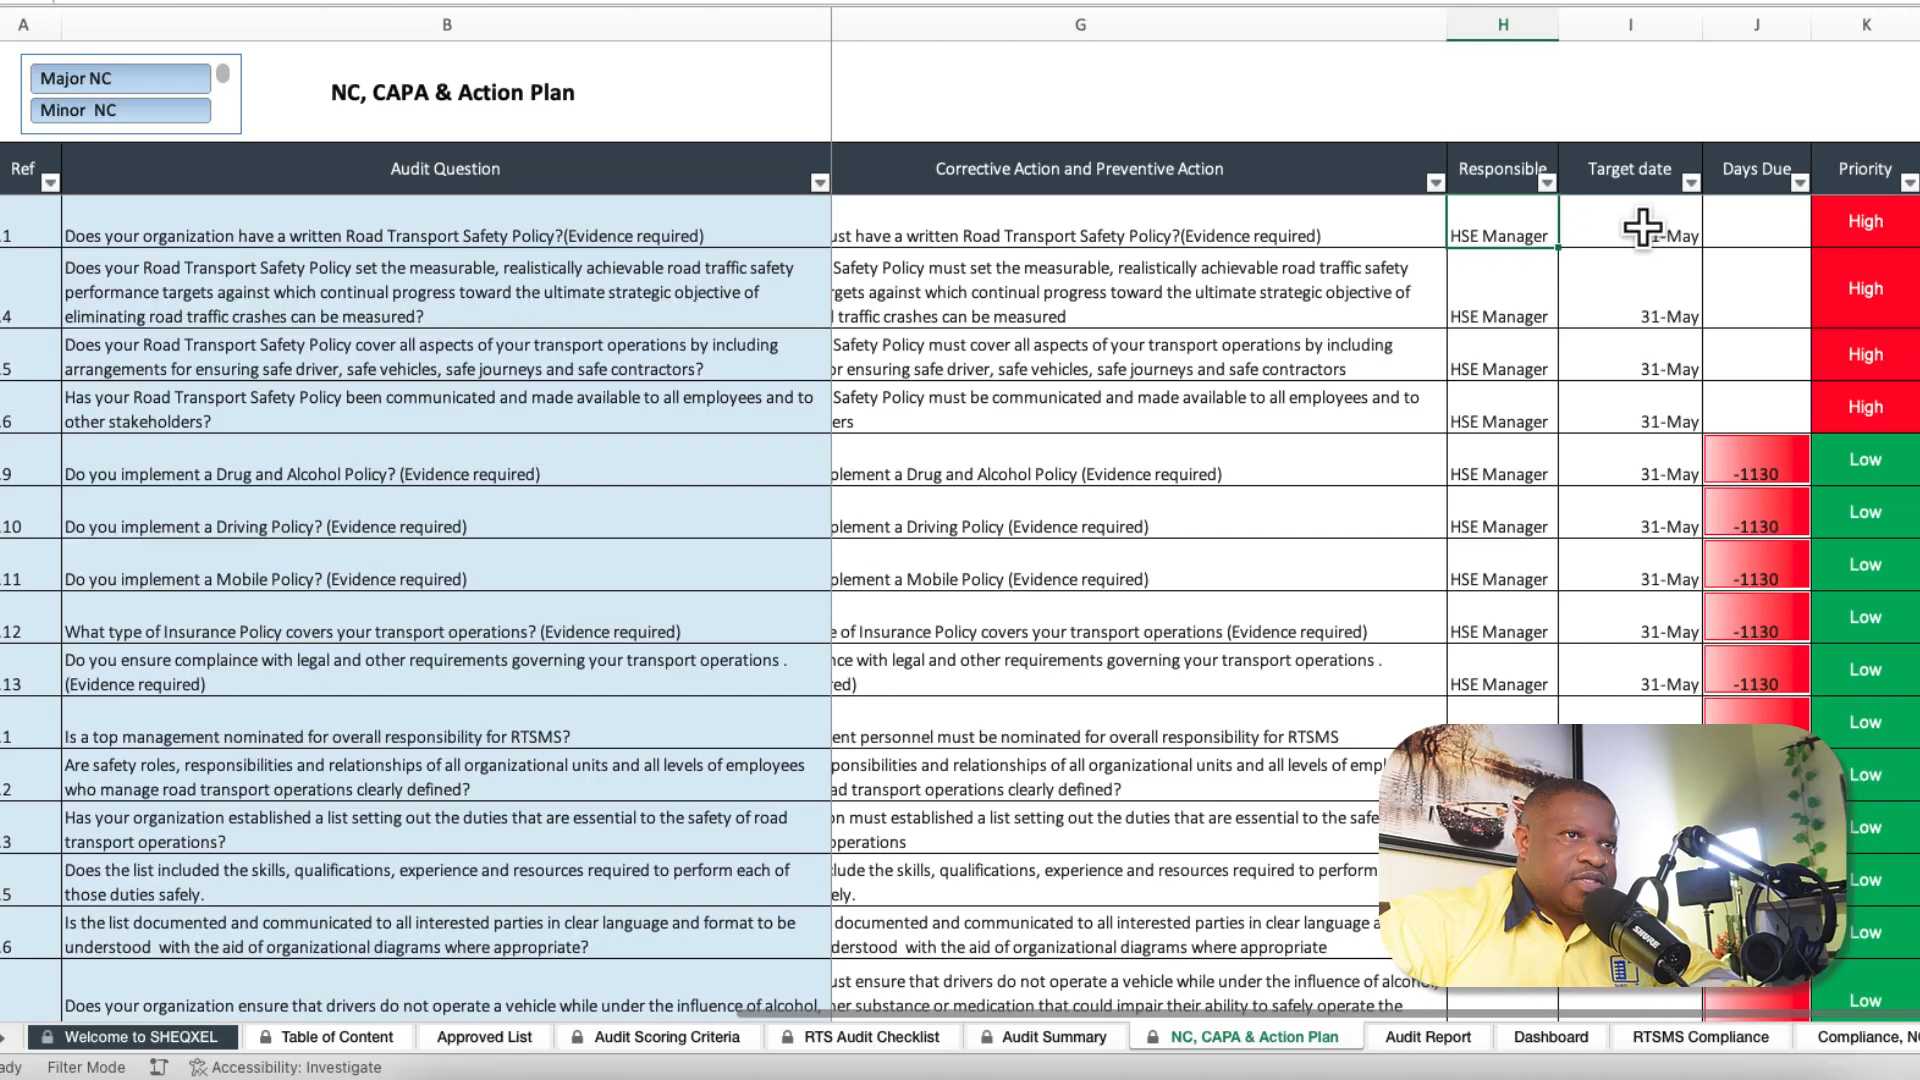 A B G H I J K
Major NC
Minor NC
NC, CAPA & Action Plan
Ref Audit Question Corrective Action and Preventive Action Responsible Target date Days Due Priority
.1 Does your organization have a written Road Transport Safety Policy?(Evidence required) ust have a written Road Transport Safety Policy?(Evidence required) HSE Manager -May High
Does your Road Transport Safety Policy set the measurable, realistically achievable road traffic safety Safety Policy must set the measurable, realistically achievable road traffic safety
performance targets against which continual progress toward the ultimate strategic objective of rgets against which continual progress toward the ultimate strategic objective of High
.4 eliminating road traffic crashes can be measured? traffic crashes can be measured HSE Manager 31-May
Does your Road Transport Safety Policy cover all aspects of your transport operations by including Safety Policy must cover all aspects of your transport operations by including High
.5 arrangements for ensuring safe driver, safe vehicles, safe journeys and safe contractors? or ensuring safe driver, safe vehicles, safe journeys and safe contractors HSE Manager 31-May
Has your Road Transport Safety Policy been communicated and made available to all employees and to Safety Policy must be communicated and made available to all employees and to High
.6 other stakeholders? ers HSE Manager 31-May
.9 Do you implement a Drug and Alcohol Policy? (Evidence required) plement a Drug and Alcohol Policy (Evidence required) HSE Manager 31-May -1130 Low
.10 Do you implement a Driving Policy? (Evidence required) plement a Driving Policy (Evidence required) HSE Manager 31-May -1130 Low
.11 Do you implement a Mobile Policy? (Evidence required) plement a Mobile Policy (Evidence required) HSE Manager 31-May -1130 Low
.12 What type of Insurance Policy covers your transport operations? (Evidence required) e of Insurance Policy covers your transport operations (Evidence required) HSE Manager 31-May -1130 Low
Do you ensure complaince with legal and other requirements governing your transport operations . nce with legal and other requirements governing your transport operations . Low
.13 (Evidence required) red) HSE Manager 31-May -1130
.1 Is a top management nominated for overall responsibility for RTSMS? ent personnel must be nominated for overall responsibility for RTSMS Low
Are safety roles, responsibilities and relationships of all organizational units and all levels of employees ponsibilities and relationships of all organizational units and all levels of empl Low
.2 who manage road transport operations clearly defined? ad transport operations clearly defined?
Has your organization established a list setting out the duties that are essential to the safety of road on must established a list setting out the duties that are essential to the safe Low
.3 transport operations? operations
Does the list included the skills, qualifications, experience and resources required to perform each of clude the skills, qualifications, experience and resources required to perform Low
.5 those duties safely. ely.
Is the list documented and communicated to all interested parties in clear language and format to be documented and communicated to all interested parties in clear language a Low
.6 understood with the aid of organizational diagrams where appropriate? derstood with the aid of organizational diagrams where appropriate
ust ensure that drivers do not operate a vehicle while under the influence of alcohol,
Does your organization ensure that drivers do not operate a vehicle while under the influence of alcohol, her substance or medication that could impair their ability to safely operate the Low
SHURE
Welcome to SHEQXEL Table of Content Approved List Audit Scoring Criteria RTS Audit Checklist Audit Summary NC, CAPA & Action Plan Audit Report Dashboard RTSMS Compliance Compliance, NC
ady Filter Mode Accessibility: Investigate